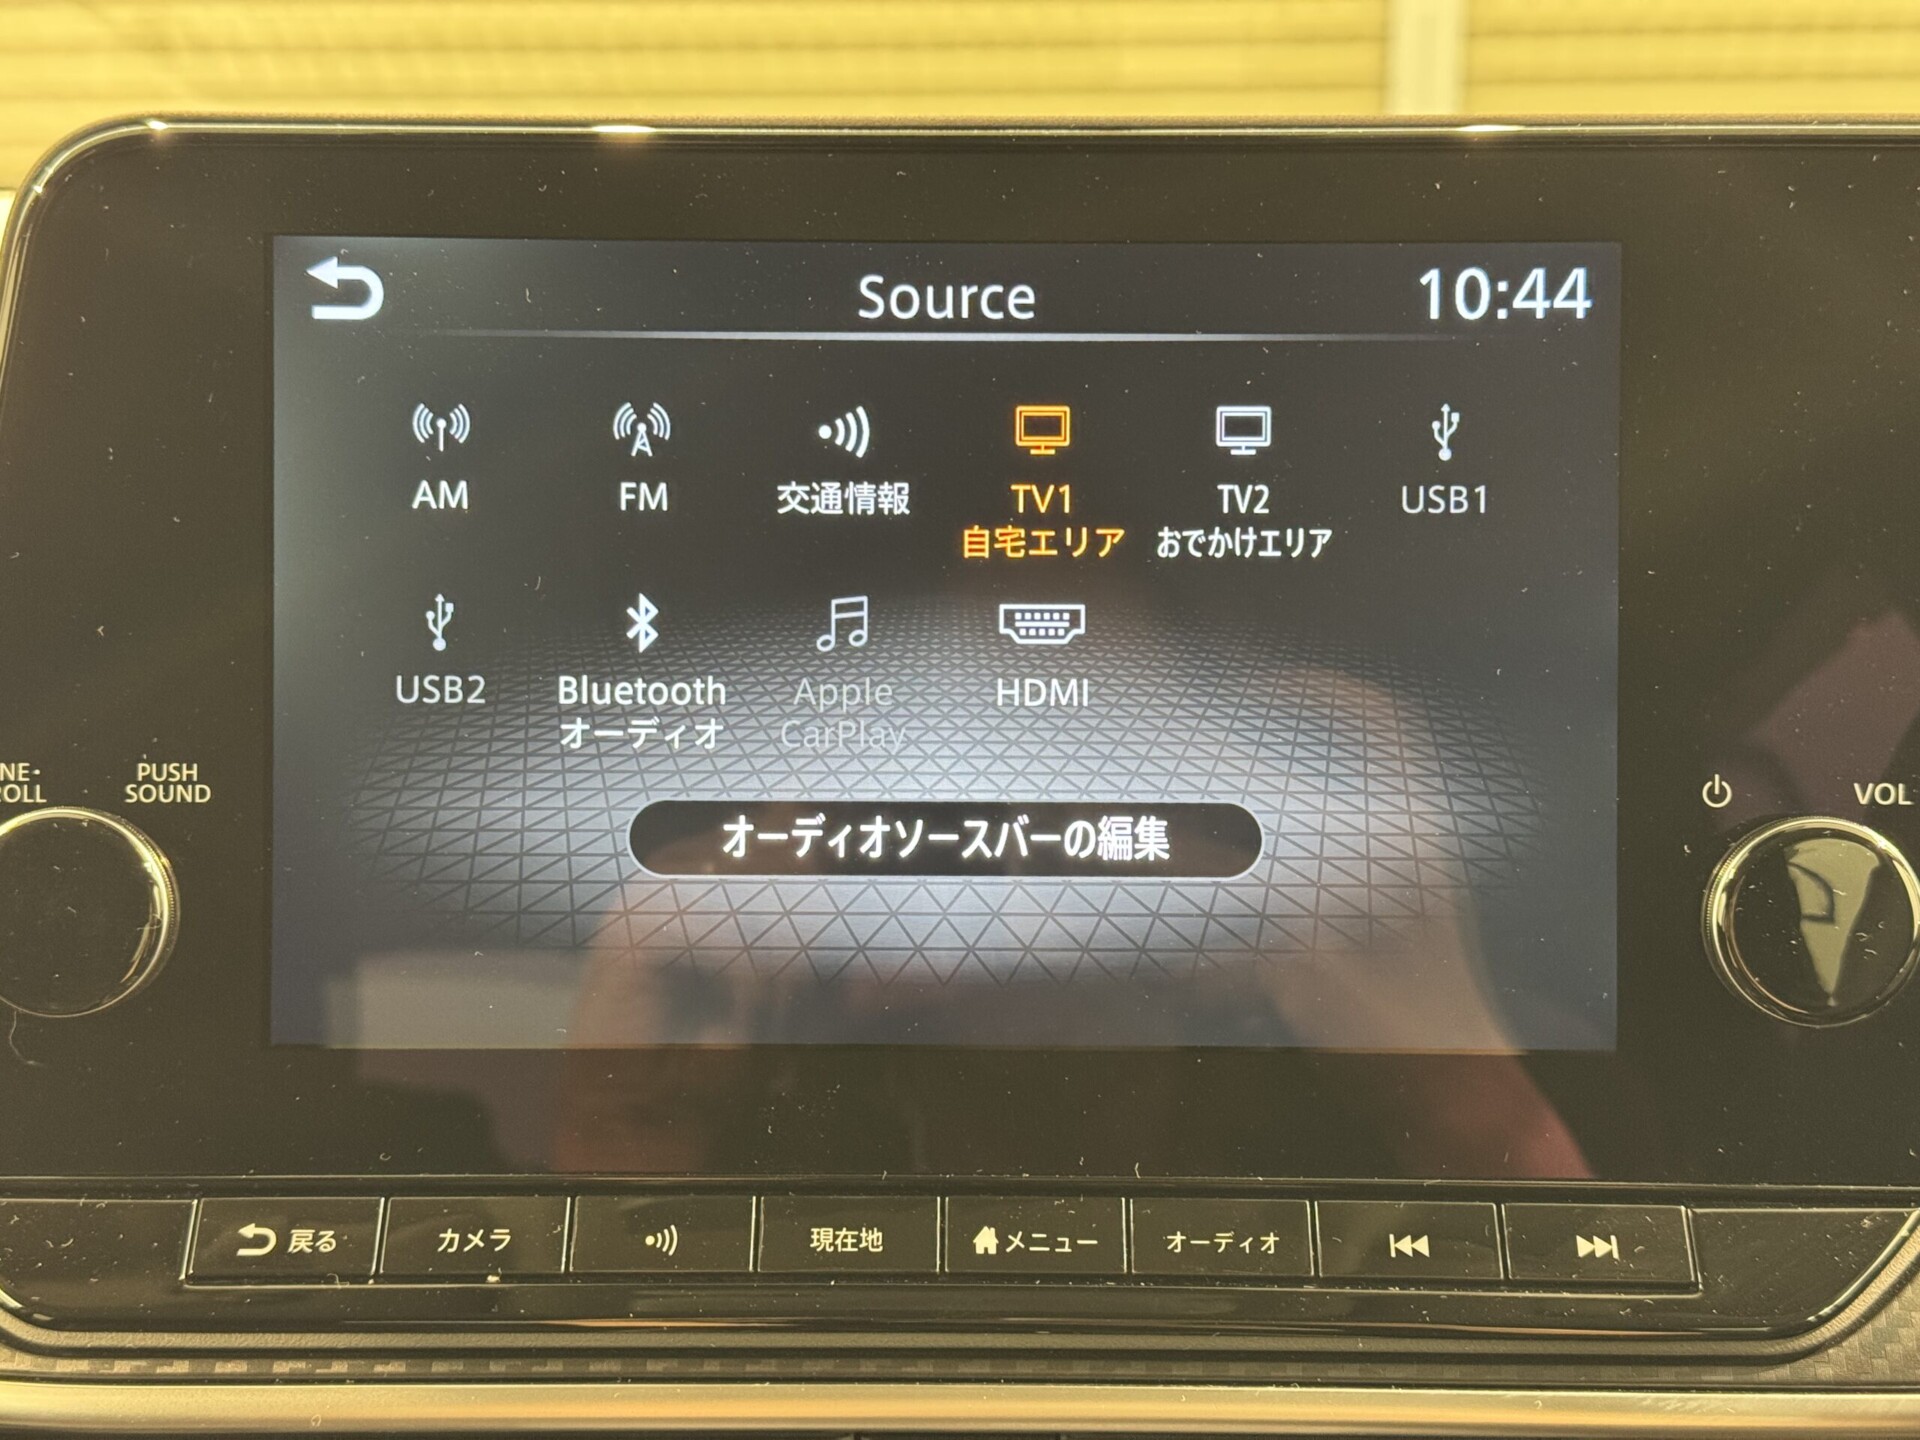 Source
10:44
AM
FM
交通情報
TV1
自宅エリア
TV2
おでかけエリア
USB1
USB2
Bluetooth
オーディオ
Apple
CarPlay
HDMI
オーディオソースバーの編集
PUSH
SOUND
VOL
戻る
カメラ
現在地
メニュー
オーディオ